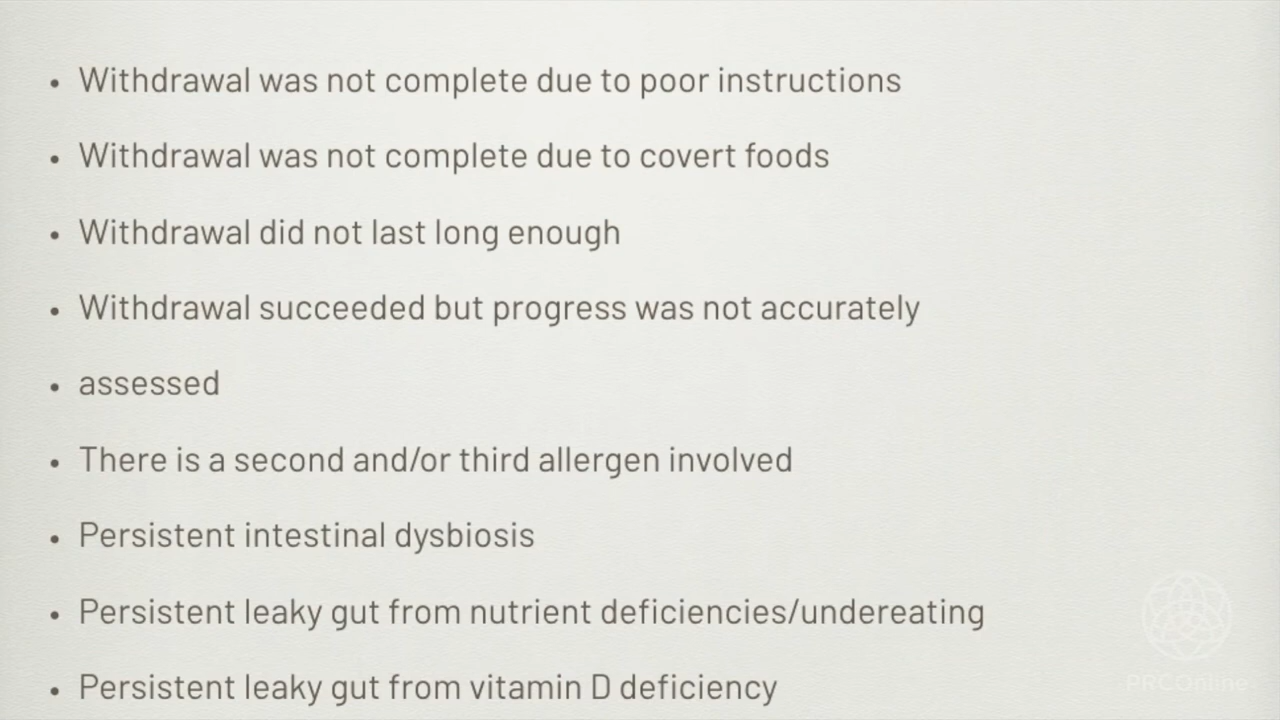 • Withdrawal was not complete due to poor instructions
• Withdrawal was not complete due to covert foods
• Withdrawal did not last long enough
• Withdrawal succeeded but progress was not accurately
• assessed
• There is a second and/or third allergen involved
• Persistent intestinal dysbiosis
• Persistent leaky gut from nutrient deficiencies/undereating
• Persistent leaky gut from vitamin D deficiency
PRC Online